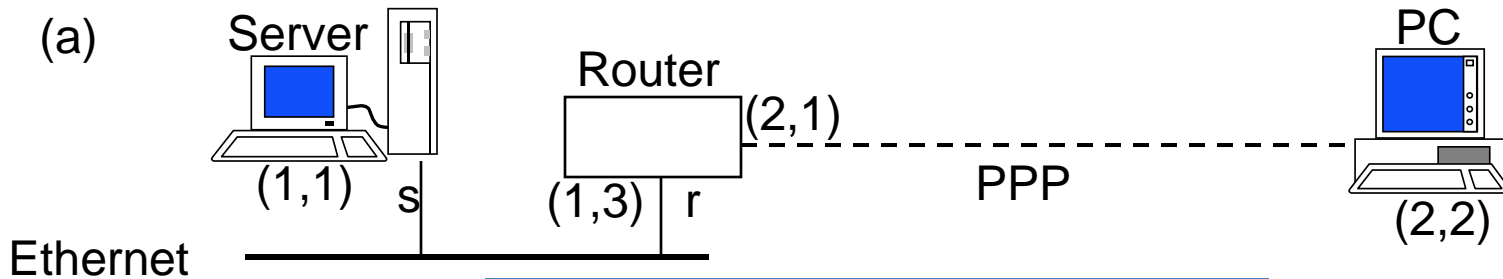 (a)
Server
Router
PC
(2,1)
PPP
(1,1)
s
(1,3)
r
(2,2)
Ethernet